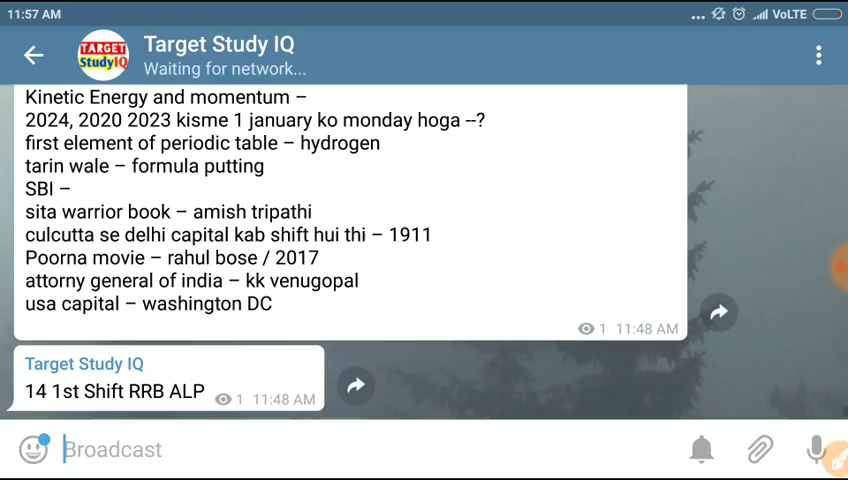 11:57 AM
... VoLTE
TARGET
StudyIQ
Target Study IQ
Waiting for network...
Kinetic Energy and momentum –
2024, 2020 2023 kisme 1 january ko monday hoga --?
first element of periodic table – hydrogen
tarin wale – formula putting
SBI –
sita warrior book – amish tripathi
culcutta se delhi capital kab shift hui thi – 1911
Poorna movie – rahul bose / 2017
attorny general of india – kk venugopal
usa capital – washington DC
1 11:48 AM
Target Study IQ
14 1st Shift RRB ALP 1 11:48 AM
Broadcast